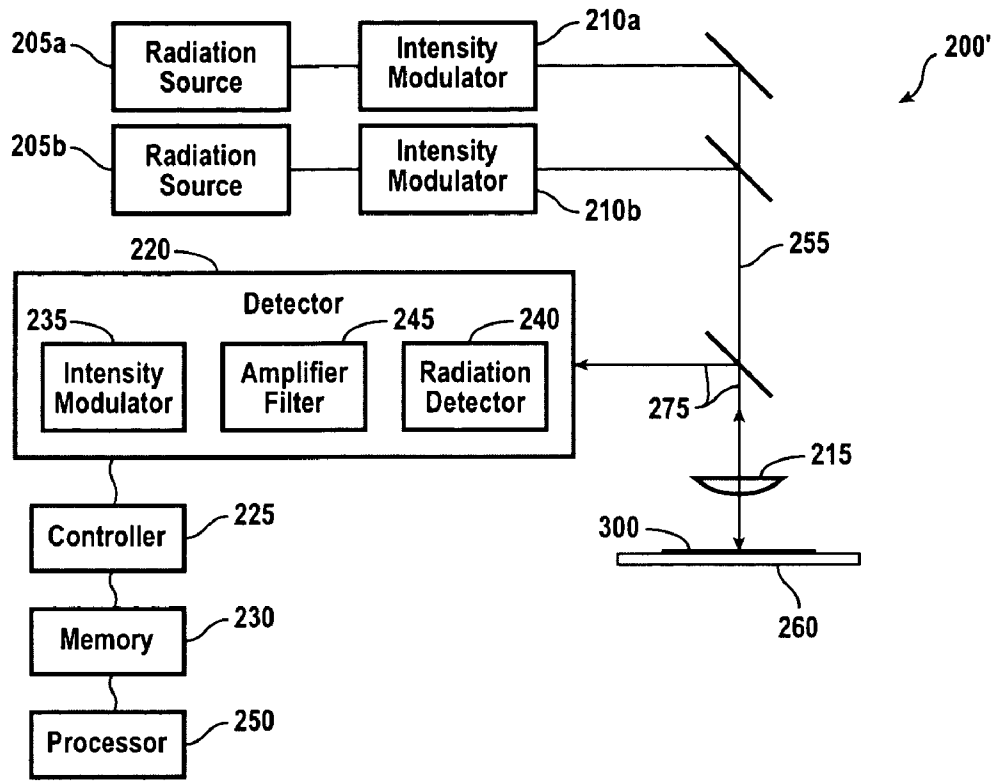 205a
Radiation
Source
Intensity
Modulator
210a
200'
205b
Radiation
Source
Intensity
Modulator
210b
255
220
Detector
235
Intensity
Modulator
245
Amplifier
Filter
240
Radiation
Detector
275
215
Controller
225
300
260
Memory
230
Processor
250